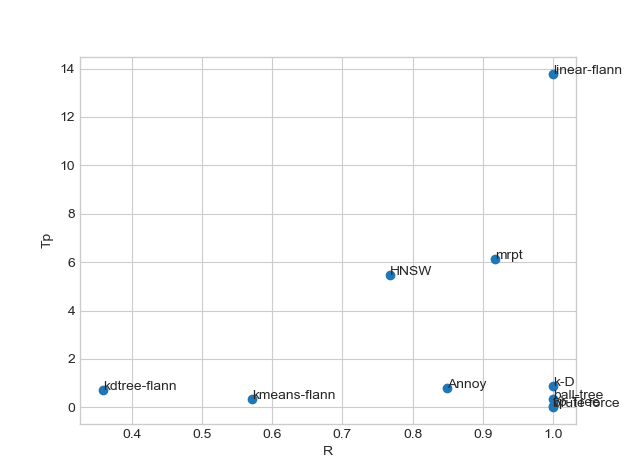 14
12
10
8
6
4
2
0
Tp
linear-flann
mrpt
HNSW
k-D
Annoy
kdtree-flann
kmeans-flann
ball-tree
0.4
0.5
0.6
0.7
0.8
0.9
1.0
R